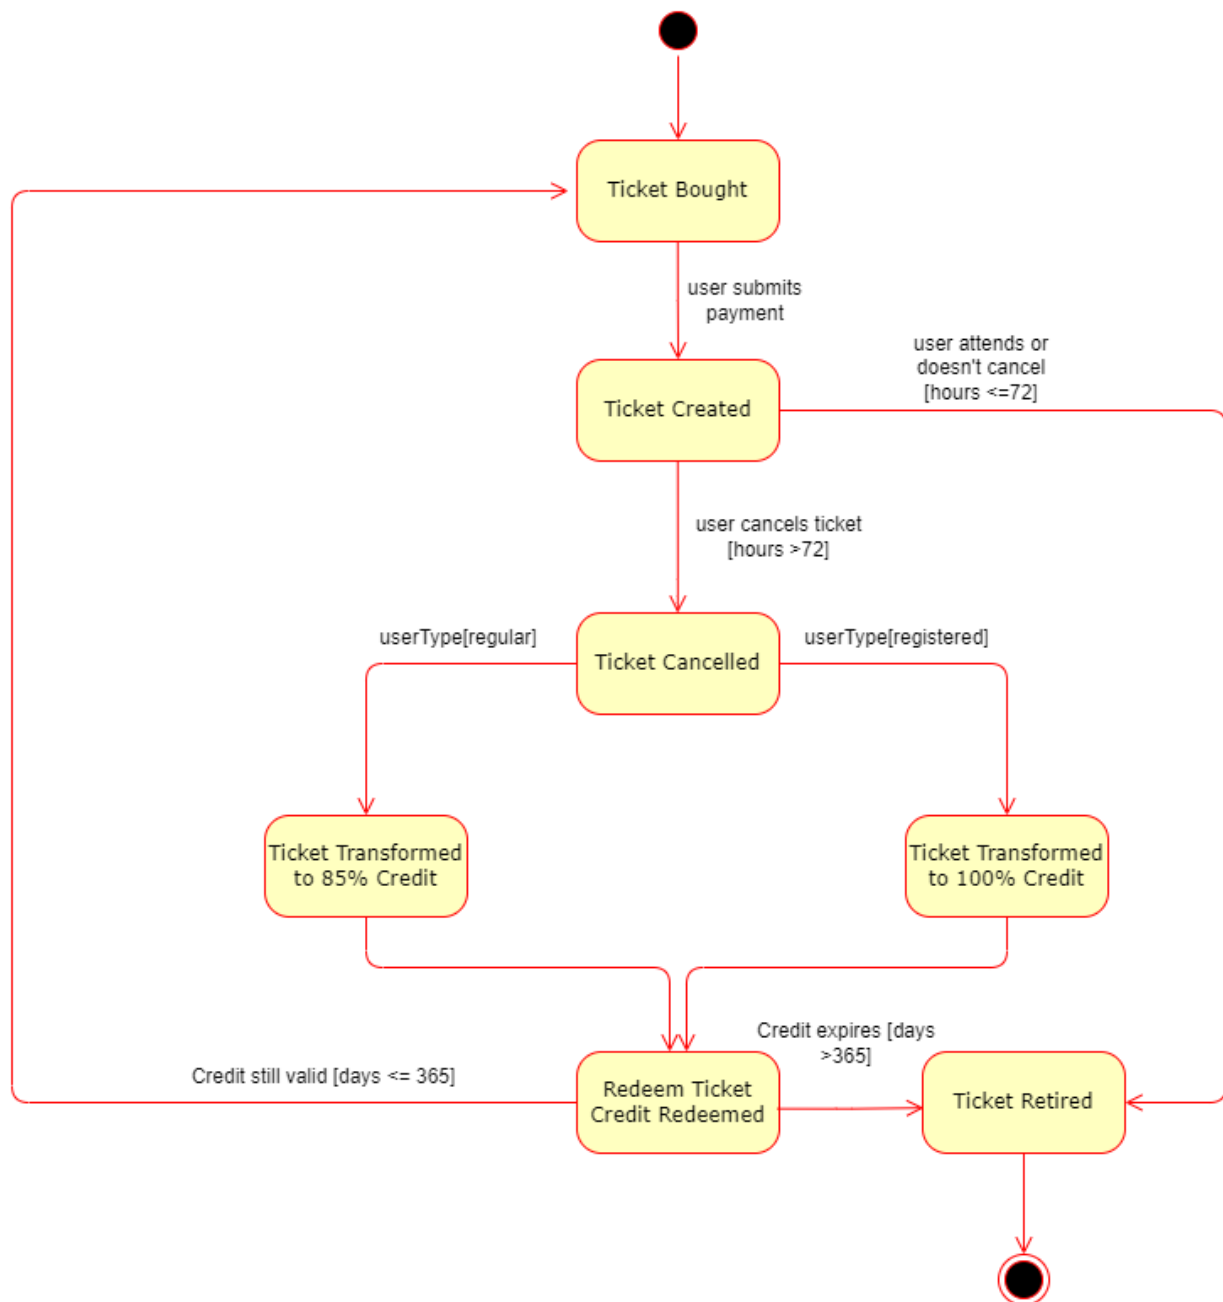 Ticket Bought
user submits
payment
user attends or
doesn't cancel
[hours <=72]
Ticket Created
user cancels ticket
[hours >72]
userType[regular]
userType[registered]
Ticket Cancelled
Ticket Transformed
to 85% Credit
Ticket Transformed
to 100% Credit
Credit expires [days
>365]
Credit still valid [days <= 365]
Redeem Ticket
Credit Redeemed
Ticket Retired